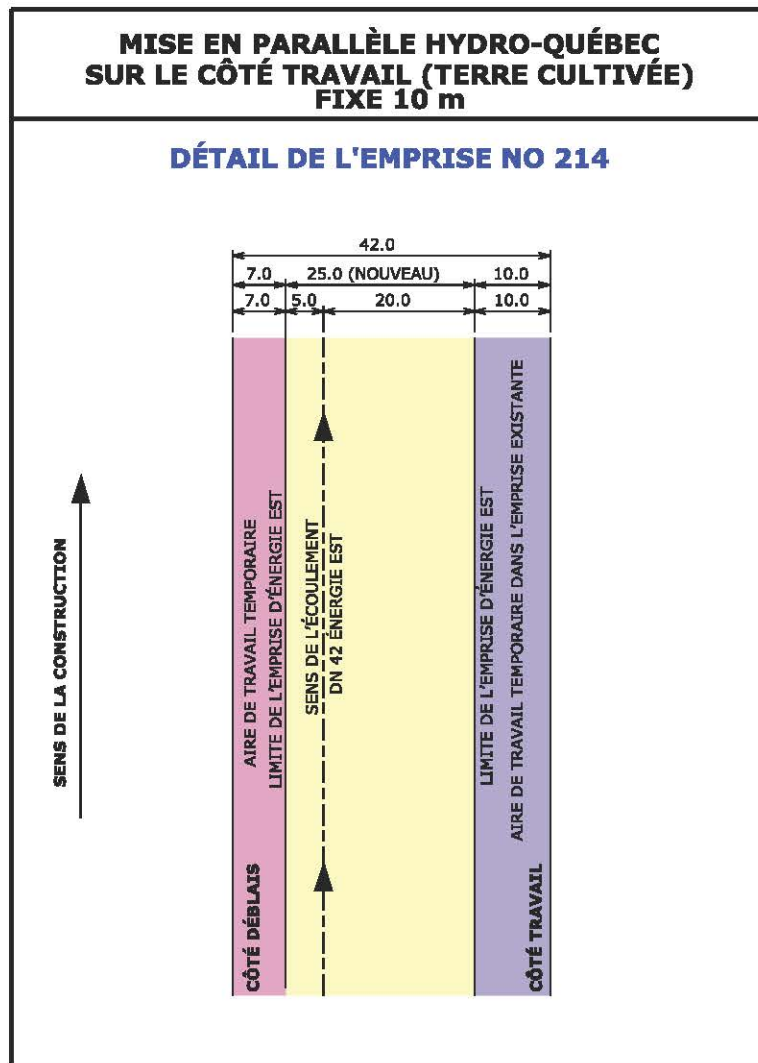 MISE EN PARALLÈLE HYDRO-QUÉBEC
SUR LE CÔTÉ TRAVAIL (TERRE CULTIVÉE)
FIXE 10 m
DÉTAIL DE L'EMPRISE NO 214
42.0
7.0 25.0 (NOUVEAU) 10.0
7.0 5.0 20.0 10.0
SENS DE LA CONSTRUCTION
AIRE DE TRAVAIL TEMPORAIRE
LIMITE DE L'EMPRISE D'ÉNERGIE EST
CÔTÉ DÉBLAIS
SENS DE L'ÉCOULEMENT
DN 42 ÉNERGIE EST
LIMITE DE L'EMPRISE D'ÉNERGIE EST
AIRE DE TRAVAIL TEMPORAIRE DANS L'EMPRISE EXISTANTE
CÔTÉ TRAVAIL